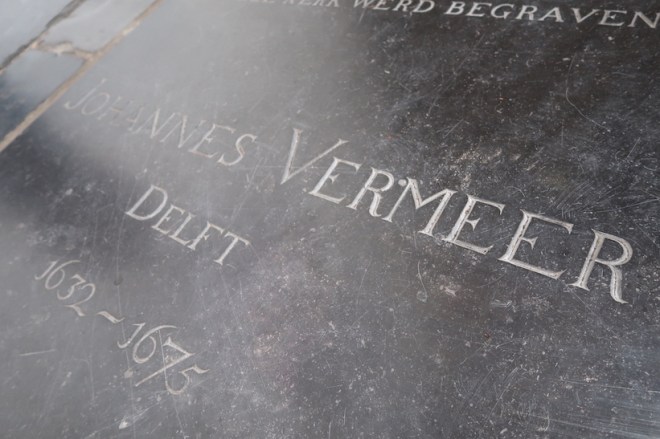 KERK WERD BEGRAVEN
JOHANNES VERMEER
DELFT
1632 ~ 1675